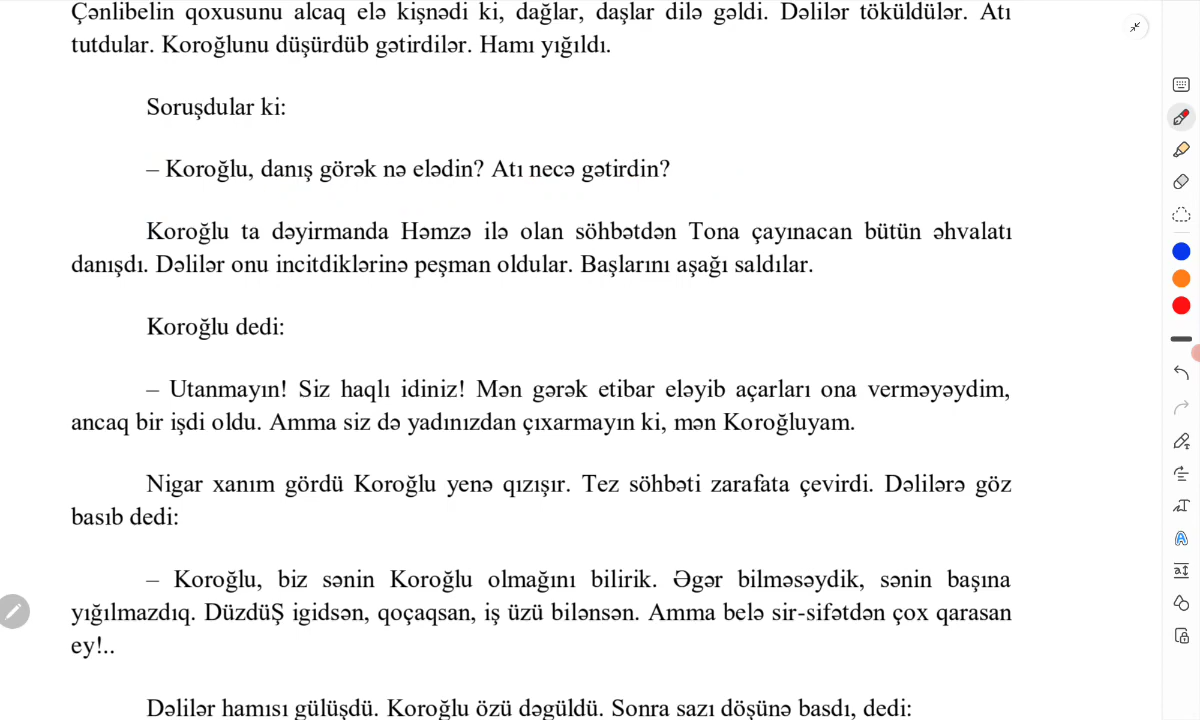 Çənlibelin qoxusunu alcaq elə kişnədi ki, dağlar, daşlar dilə gəldi. Dəlilər töküldülər. Atı
tutdular. Koroğlunu düşürdüb gətirdilər. Hamı yığıldı.
Soruşdular ki:
– Koroğlu, danış görək nə elədin? Atı necə gətirdin?
Koroğlu ta dəyirmanda Həmzə ilə olan söhbətdən Tona çayınacan bütün əhvalatı
danışdı. Dəlilər onu incitdiklərinə peşman oldular. Başlarını aşağı saldılar.
Koroğlu dedi:
– Utanmayın! Siz haqlı idiniz! Mən gərək etibar eləyib açarları ona verməyəydim,
ancaq bir işdi oldu. Amma siz də yadınızdan çıxarmayın ki, mən Koroğluyam.
Nigar xanım gördü Koroğlu yenə qızışır. Tez söhbəti zarafata çevirdi. Dəlilərə göz
basıb dedi:
– Koroğlu, biz sənin Koroğlu olmağını bilirik. Əgər bilməsəydik, sənin başına
yığılmazdıq. DüzdüŞ igidsən, qoçaqsan, iş üzü bilənsən. Amma belə sir-sifətdən çox qarasan
ey!..
Dəlilər hamısı gülüşdü. Koroğlu özü dəgüldü. Sonra sazı döşünə basdı, dedi: